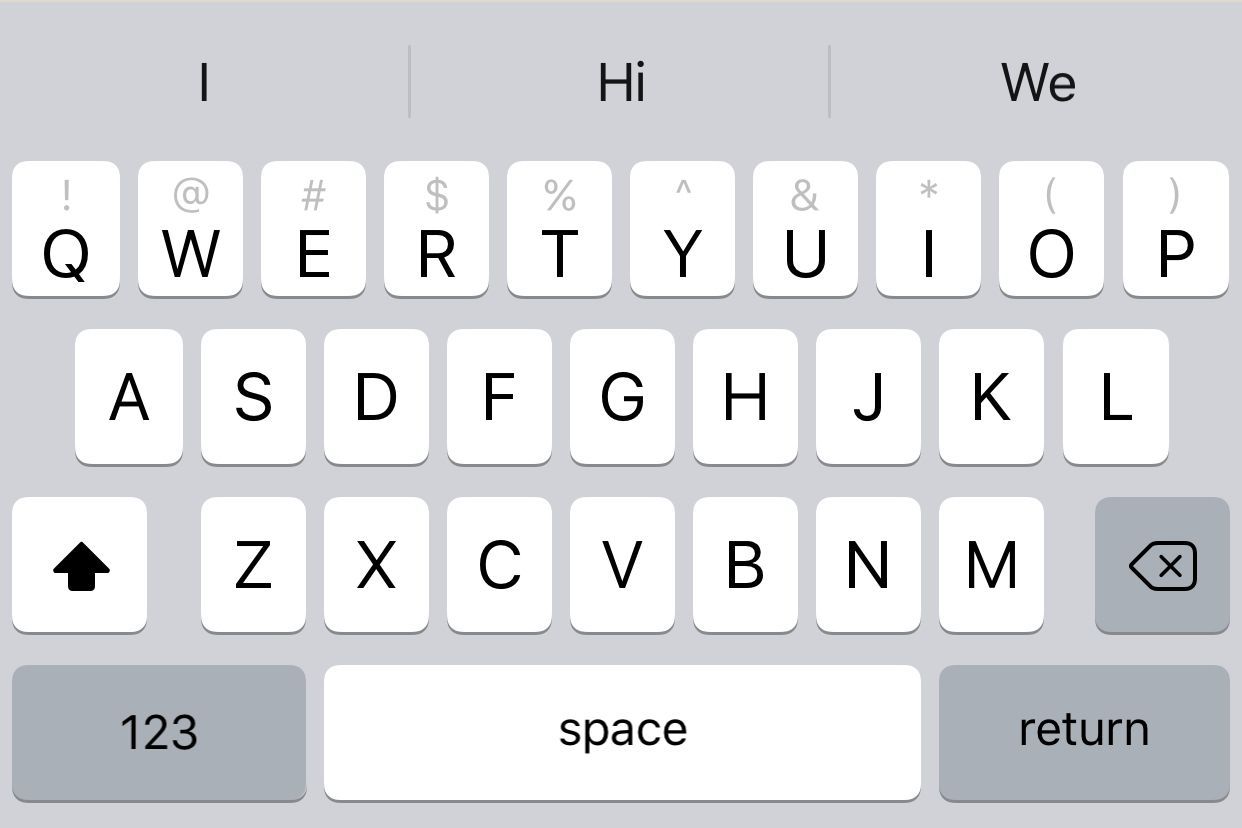 I Hi We
! @ # $ % ^ & * ( )
Q W E R T Y U I O P
A S D F G H J K L
Z X C V B N M
123 space return